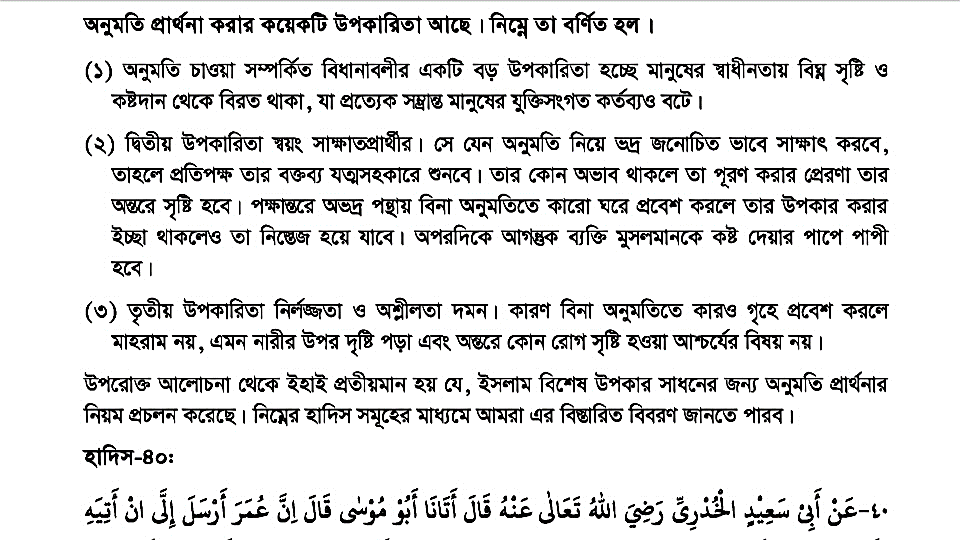 অনুমতি প্রার্থনা করার কয়েকটি উপকারিতা আছে। নিম্নে তা বর্ণিত হল।
(১) অনুমতি চাওয়া সম্পর্কিত বিধানাবলীর একটি বড় উপকারিতা হচ্ছে মানুষের স্বাধীনতায় বিঘ্ন সৃষ্টি ও
কষ্টদান থেকে বিরত থাকা, যা প্রত্যেক সম্ভ্রান্ত মানুষের যুক্তিসংগত কর্তব্যও বটে।
(২) দ্বিতীয় উপকারিতা স্বয়ং সাক্ষাতপ্রার্থীর। সে যেন অনুমতি নিয়ে ভদ্র জনোচিত ভাবে সাক্ষাৎ করবে,
তাহলে প্রতিপক্ষ তার বক্তব্য যত্মসহকারে শুনবে। তার কোন অভাব থাকলে তা পূরণ করার প্রেরণা তার
অন্তরে সৃষ্টি হবে। পক্ষান্তরে অভদ্র পন্থায় বিনা অনুমতিতে কারো ঘরে প্রবেশ করলে তার উপকার করার
ইচ্ছা থাকলেও তা নিস্তেজ হয়ে যাবে। অপরদিকে আগন্তুক ব্যক্তি মুসলমানকে কষ্ট দেয়ার পাপে পাপী
হবে।
(৩) তৃতীয় উপকারিতা নির্লজ্জতা ও অশ্লীলতা দমন। কারণ বিনা অনুমতিতে কারও গৃহে প্রবেশ করলে
মাহরাম নয়, এমন নারীর উপর দৃষ্টি পড়া এবং অন্তরে কোন রোগ সৃষ্টি হওয়া আশ্চর্যের বিষয় নয়।
উপরোক্ত আলোচনা থেকে ইহাই প্রতীয়মান হয় যে, ইসলাম বিশেষ উপকার সাধনের জন্য অনুমতি প্রার্থনার
নিয়ম প্রচলন করেছে। নিম্নের হাদিস সমূহের মাধ্যমে আমরা এর বিস্তারিত বিবরণ জানতে পারব।
হাদিস-৪০ঃ
٤٠-عَنْ أَبِيْ سَعِيْدٍ الْخُدْرِيِّ رَضِيَ اللهُ تَعَالٰى عَنْهُ قَالَ أَتَانَا أَبُوْ مُوْسٰى قَالَ اِنَّ عُمَرَ أَرْسَلَ إِلَى انْ أَتِيَهِ